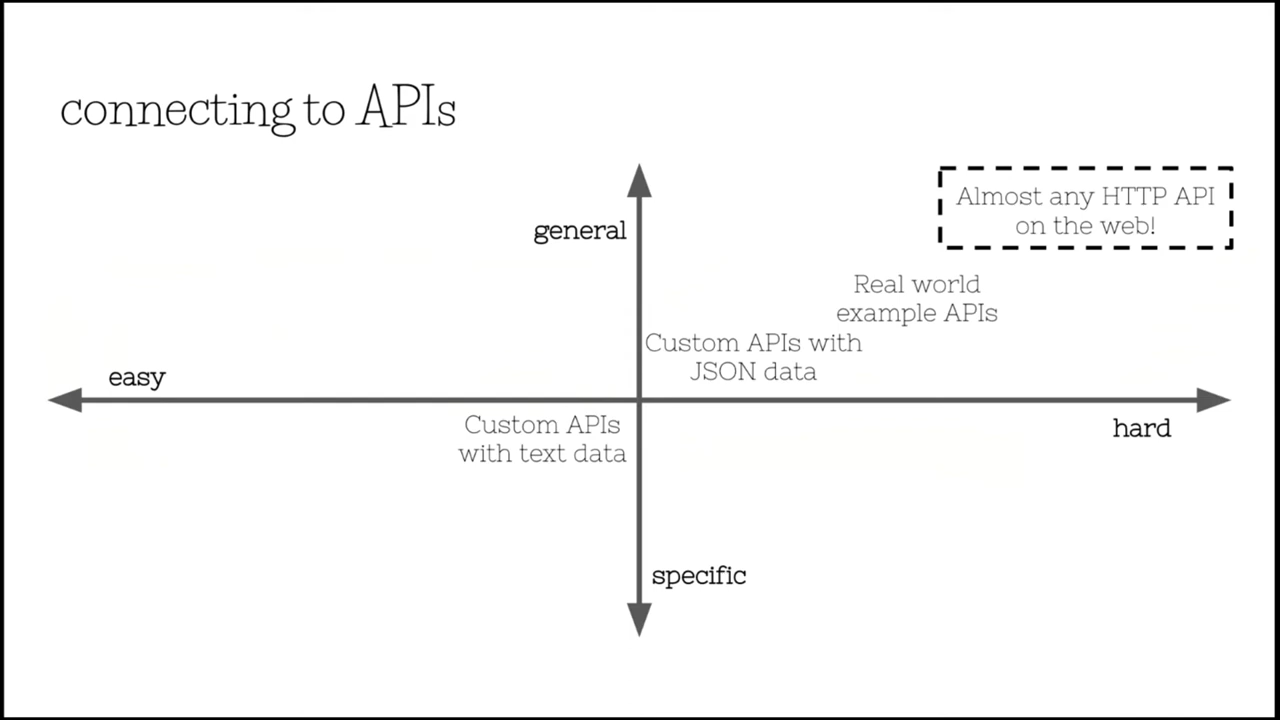 connecting to APIs
general
Almost any HTTP API
on the web!
Real world
example APIs
Custom APIs with
JSON data
easy
hard
Custom APIs
with text data
specific